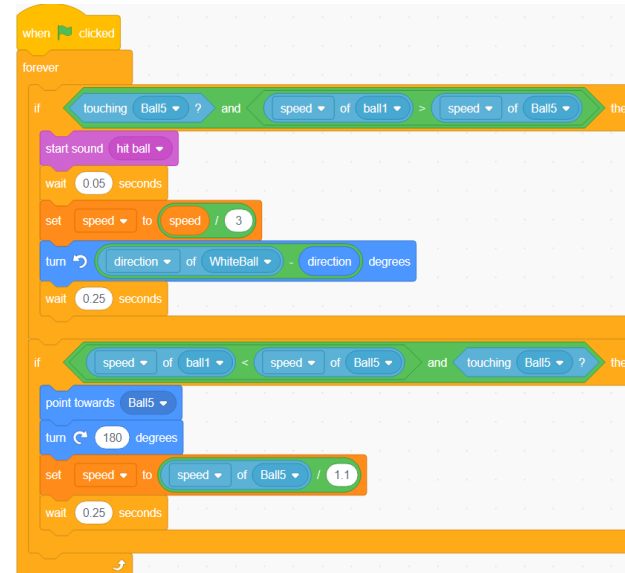 when clicked
forever
if touching Ball5 ? and speed of ball1 > speed of Ball5 the
start sound hit ball
wait 0.05 seconds
set speed to speed / 3
turn direction of WhiteBall - direction degrees
wait 0.25 seconds
if speed of ball1 < speed of Ball5 and touching Ball5 ? the
point towards Ball5
turn 180 degrees
set speed to speed of Ball5 / 1.1
wait 0.25 seconds